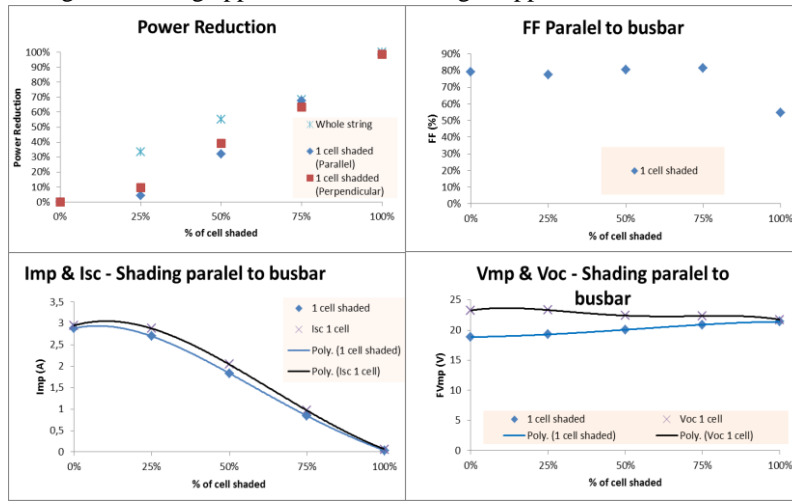 Power Reduction
100%
90%
80%
70%
60%
50%
40%
30%
20%
10%
0%
Power Reduction
Whole string
1 cell shaded
(Parallel)
1 cell shadded
(Perpendicular)
0%
25%
50%
75%
100%
% of cell shaded
FF Paralel to busbar
90%
80%
70%
60%
50%
40%
30%
20%
10%
0%
FF (%)
1 cell shaded
0%
25%
50%
75%
100%
% of cell shaded
Imp & Isc - Shading paralel to busbar
3,5
3
2,5
2
1,5
1
0,5
0
Imp (A)
1 cell shaded
Isc 1 cell
Poly. (1 cell shaded)
Poly. (Isc 1 cell)
0%
25%
50%
75%
100%
% of cell shaded
Vmp & Voc - Shading paralel to
busbar
25
20
15
10
5
0
FVmp (V)
1 cell shaded
Voc 1 cell
Poly. (1 cell shaded)
Poly. (Voc 1 cell)
0%
25%
50%
75%
100%
% of cell shaded